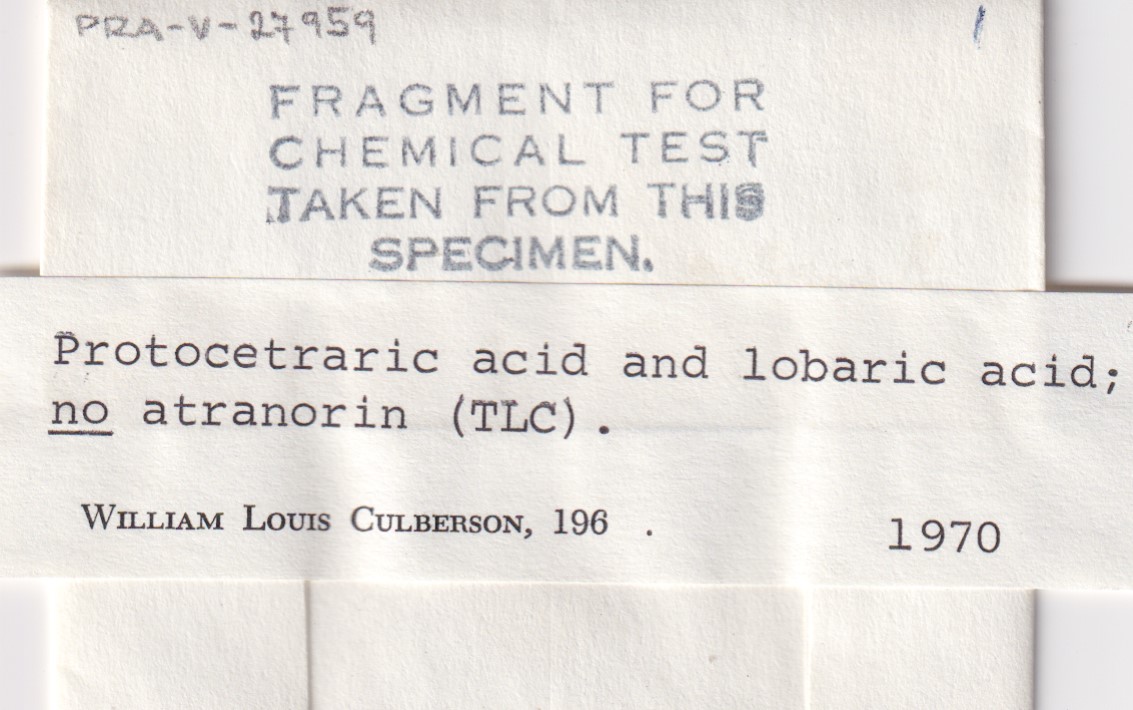 PRA-V-27959
1
FRAGMENT FOR
CHEMICAL TEST
TAKEN FROM THIS
SPECIMEN.
Protocetraric acid and lobaric acid;
no atranorin (TLC).
WILLIAM LOUIS CULBERSON, 196 .
1970